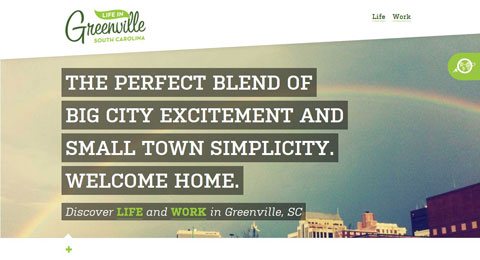 LIFE IN
Greenville
SOUTH CAROLINA
Life Work
THE PERFECT BLEND OF
BIG CITY EXCITEMENT AND
SMALL TOWN SIMPLICITY.
WELCOME HOME.
Discover LIFE and WORK in Greenville, SC
+